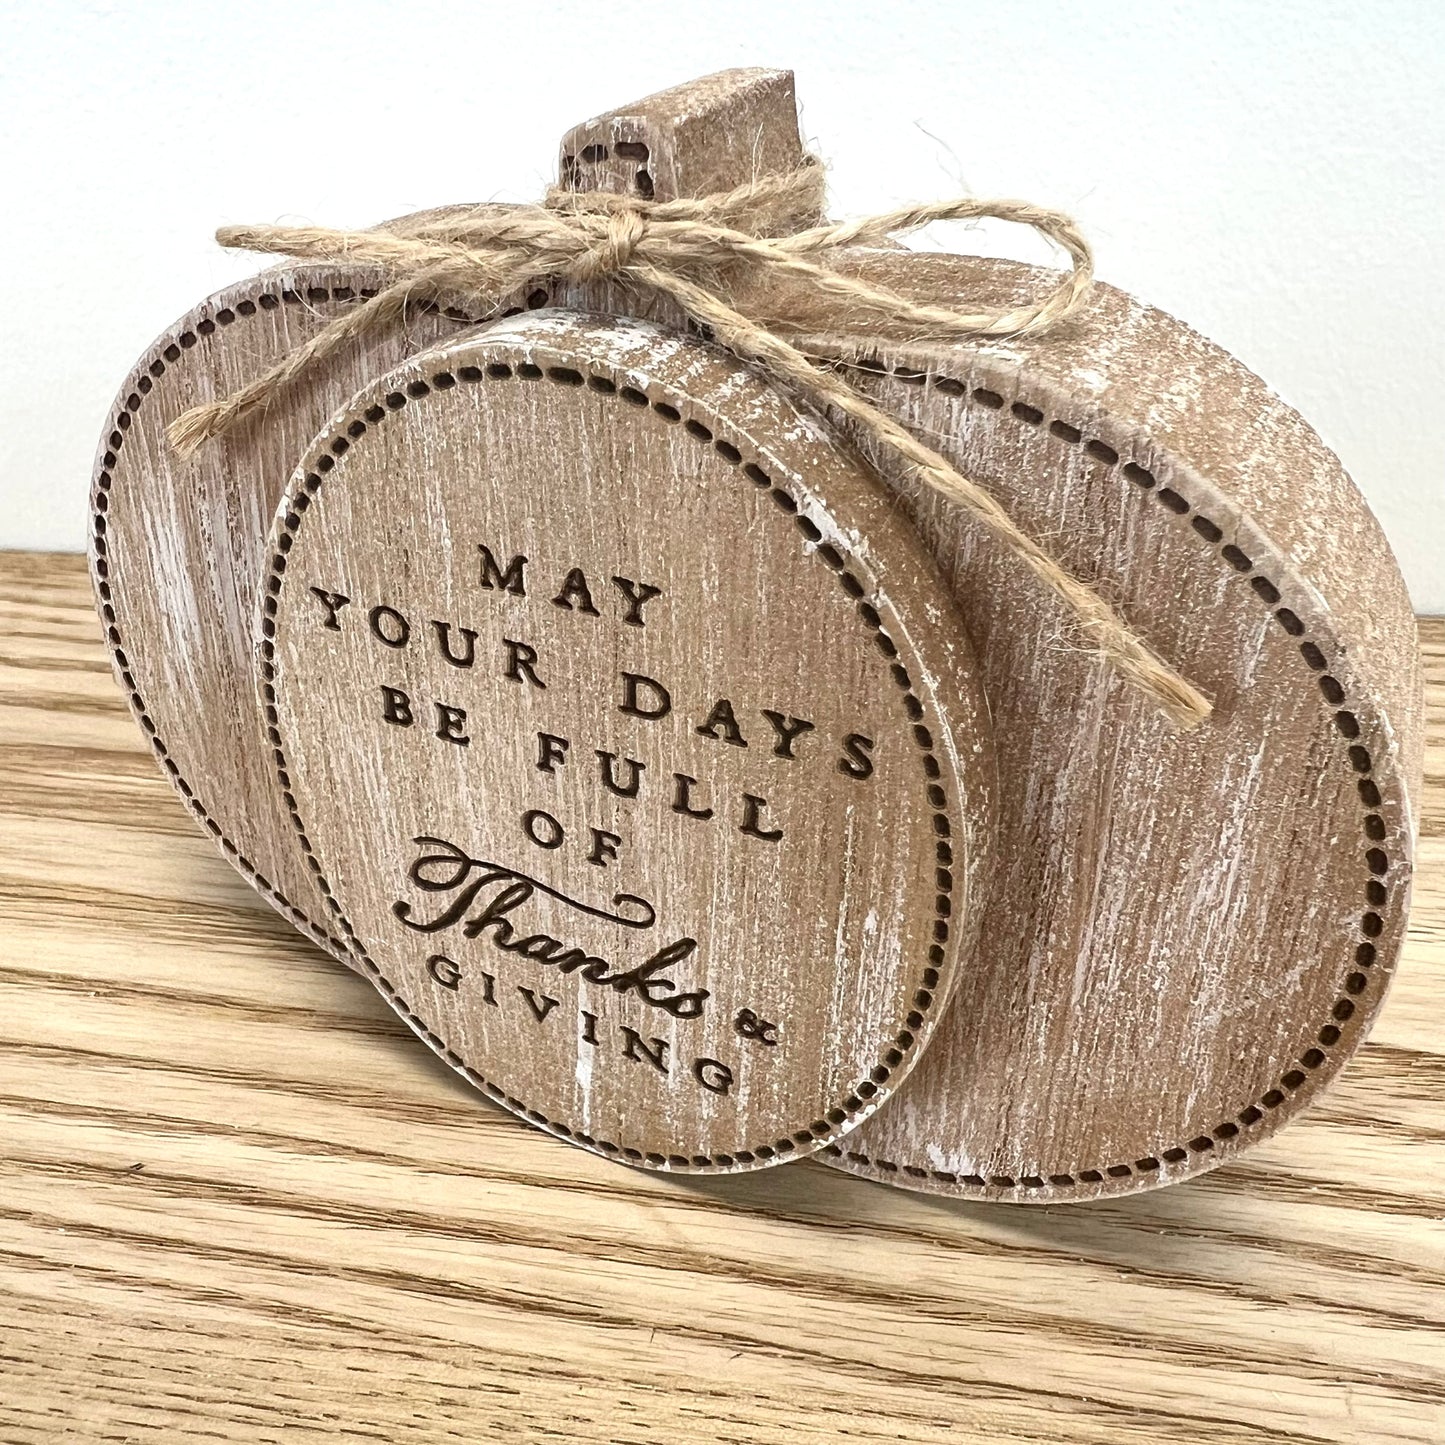 MAY
YOUR DAYS
BE FULL
OF
Thanks &
GIVING